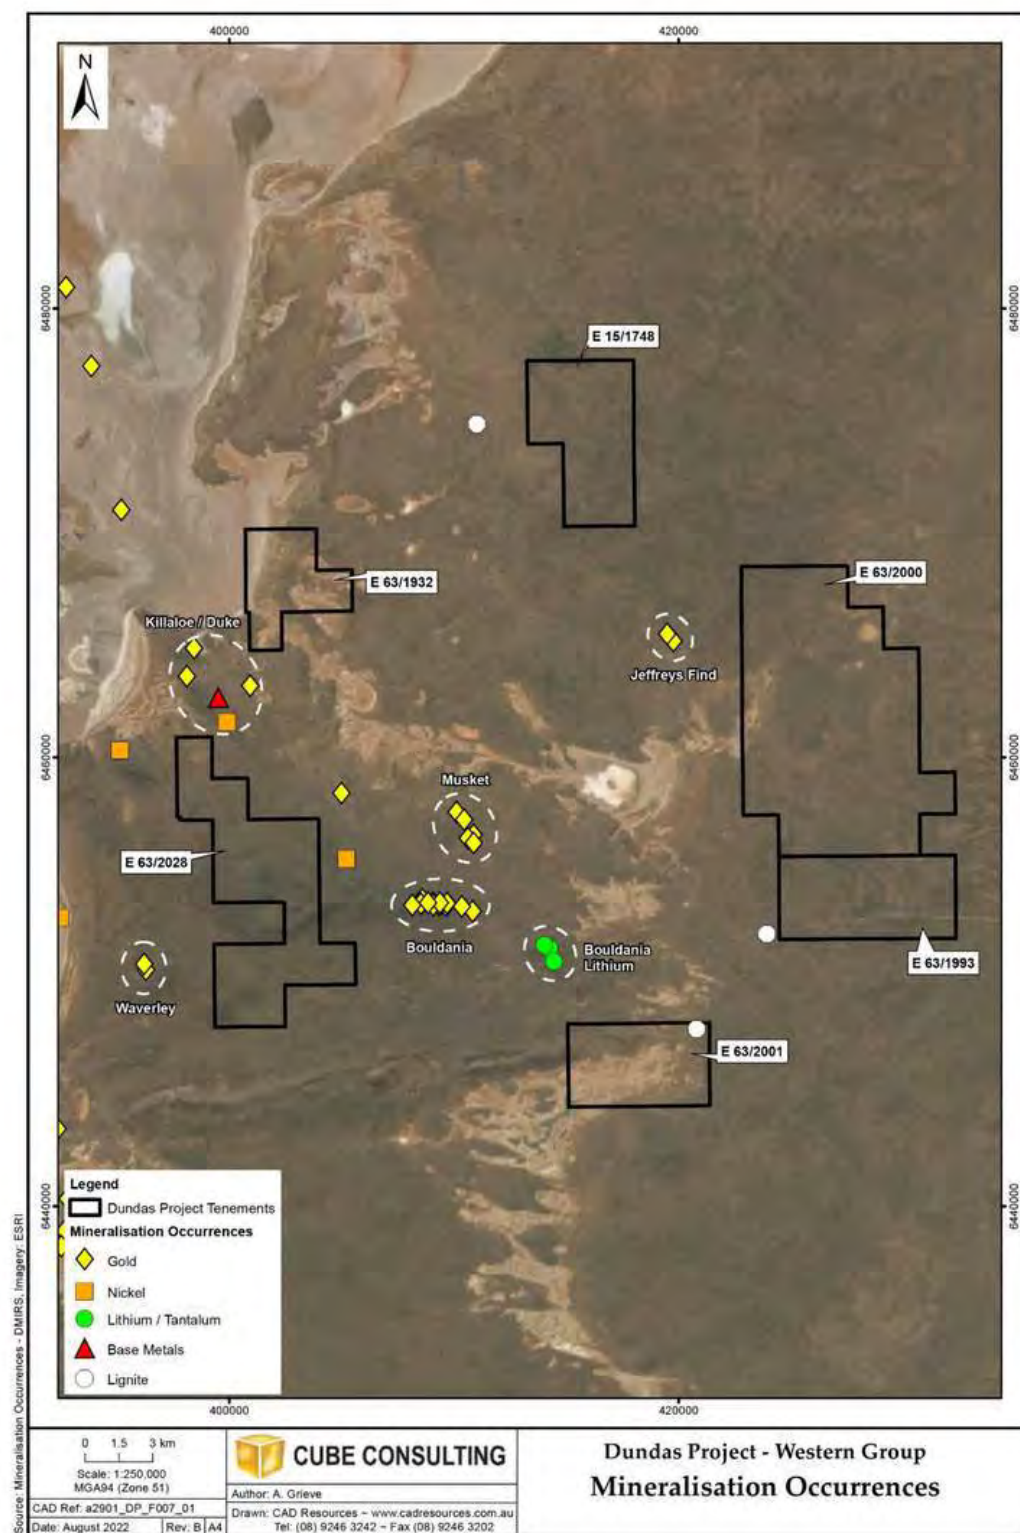 400000
420000
N
6480000
6480000
E 15/1748
E 63/1932
E 63/2000
Killaloe / Duke
Jeffreys Find
6460000
6460000
Musket
E 63/2028
Bouldania
Bouldania
Lithium
E 63/1993
Waverley
E 63/2001
Legend
Dundas Project Tenements
Mineralisation Occurrences
Gold
Nickel
Lithium / Tantalum
Base Metals
Lignite
6440000
6440000
400000
420000
Source: Mineralisation Occurrences - DMIRS, Imagery: ESRI
0 1.5 3 km
Scale: 1:250,000
MGA94 (Zone 51)
CAD Ref: a2901_DP_F007_01
Date: August 2022 Rev: B A4
CUBE CONSULTING
Author: A. Grieve
Drawn: CAD Resources ~ www.cadresources.com.au
Tel: (08) 9246 3242 ~ Fax (08) 9246 3202
Dundas Project - Western Group
Mineralisation Occurrences